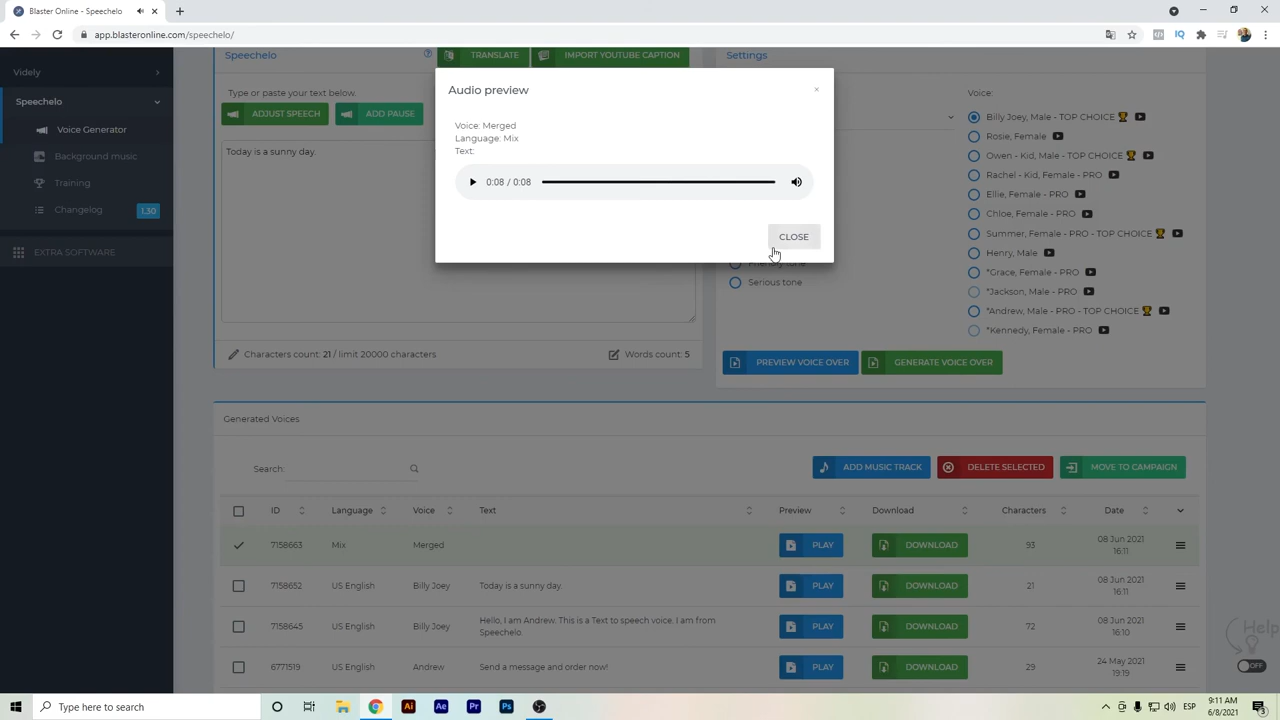 Blaster Online - Speechelo
app.blasteronline.com/speechelo/
IQ
Videly
Speechelo
Voice Generator
Background music
Training
Changelog
1.30
EXTRA SOFTWARE
Speechelo
TRANSLATE
IMPORT YOUTUBE CAPTION
Type or paste your text below.
ADJUST SPEECH
ADD PAUSE
Today is a sunny day.
Characters count: 21 / limit 20000 characters
Words count: 5
Audio preview
×
Voice: Merged
Language: Mix
Text:
0:08 / 0:08
CLOSE
Settings
Voice:
Billy Joey, Male - TOP CHOICE
Rosie, Female
Owen - Kid, Male - TOP CHOICE
Rachel - Kid, Female - PRO
Ellie, Female - PRO
Chloe, Female - PRO
Summer, Female - PRO - TOP CHOICE
Henry, Male
*Grace, Female - PRO
*Jackson, Male - PRO
*Andrew, Male - PRO - TOP CHOICE
*Kennedy, Female - PRO
Friendly tone
Serious tone
PREVIEW VOICE OVER
GENERATE VOICE OVER
Generated Voices
Search:
ADD MUSIC TRACK
DELETE SELECTED
MOVE TO CAMPAIGN
ID Language Voice Text Preview Download Characters Date
7158663 Mix Merged PLAY DOWNLOAD 93 08 Jun 2021
16:11
7158652 US English Billy Joey Today is a sunny day. PLAY DOWNLOAD 21 08 Jun 2021
16:11
7158645 US English Billy Joey Hello, I am Andrew. This is a Text to speech voice. I am from
Speechelo PLAY DOWNLOAD 72 08 Jun 2021
16:10
6771519 US English Andrew Send a message and order now! PLAY DOWNLOAD 29 24 May 2021
19:19
Help
OFF
Type here to search
Ai
Ae
Pr
Ps
ESP
9:11 AM
6/8/2021
3